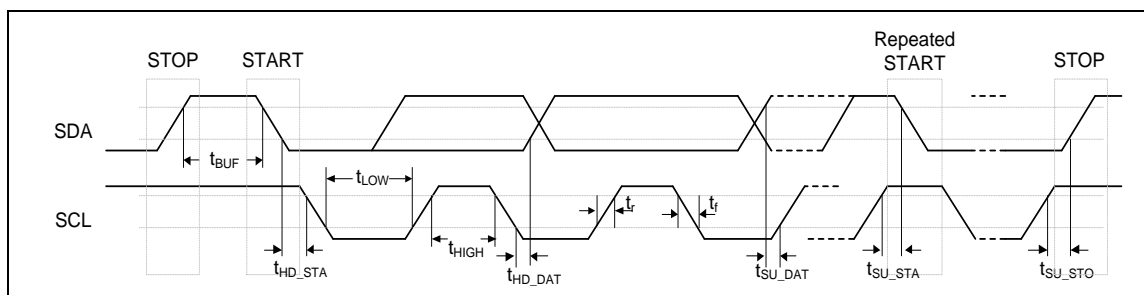 Repeated
STOP START START STOP
SDA
tBUF
tLOW
SCL
tr tf
tHIGH
tHD_STA tHD_DAT tSU_DAT tSU_STA tSU_STO